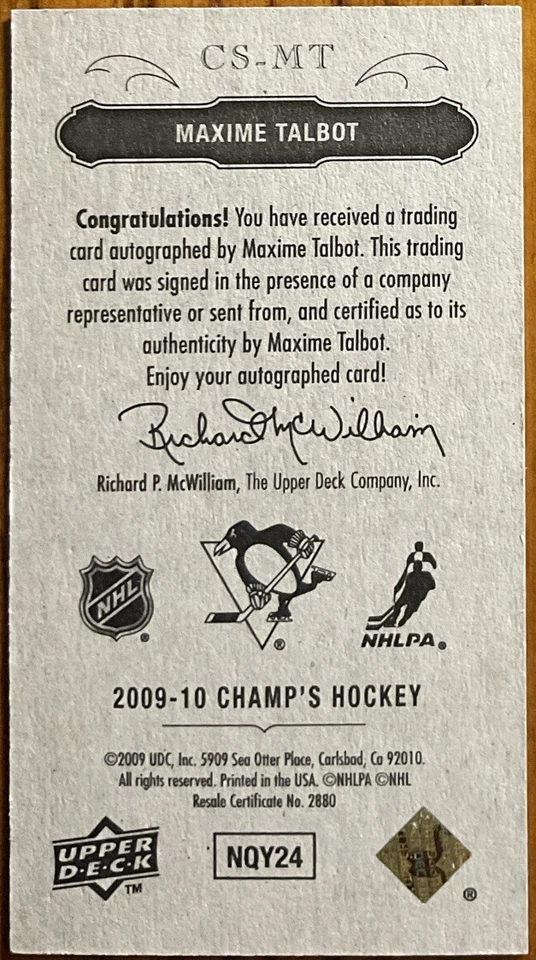 CS-MT
MAXIME TALBOT
Congratulations! You have received a trading
card autographed by Maxime Talbot. This trading
card was signed in the presence of a company
representative or sent from, and certified as to its
authenticity by Maxime Talbot.
Enjoy your autographed card!
Richard McWilliam
Richard P. McWilliam, The Upper Deck Company, Inc.
NHL ®
®
NHLPA®
2009-10 CHAMP'S HOCKEY
©2009 UDC, Inc. 5909 Sea Otter Place, Carlsbad, Ca 92010.
All rights reserved. Printed in the USA. ©NHLPA ©NHL
Resale Certificate No. 2880
UPPER
D·E·C·K
TM
NQY24
®